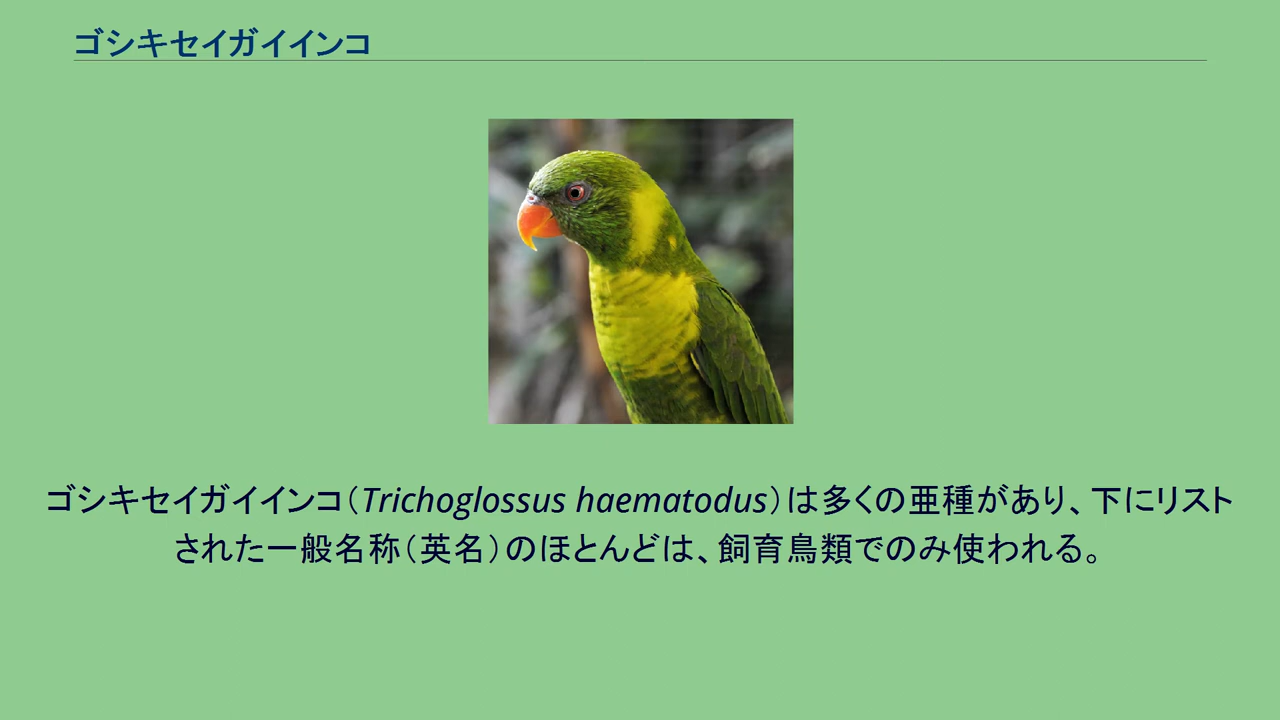 ゴシキセイガイインコ
ゴシキセイガイインコ（Trichoglossus haematodus）は多くの亜種があり、下にリスト
された一般名称（英名）のほとんどは、飼育鳥類でのみ使われる。